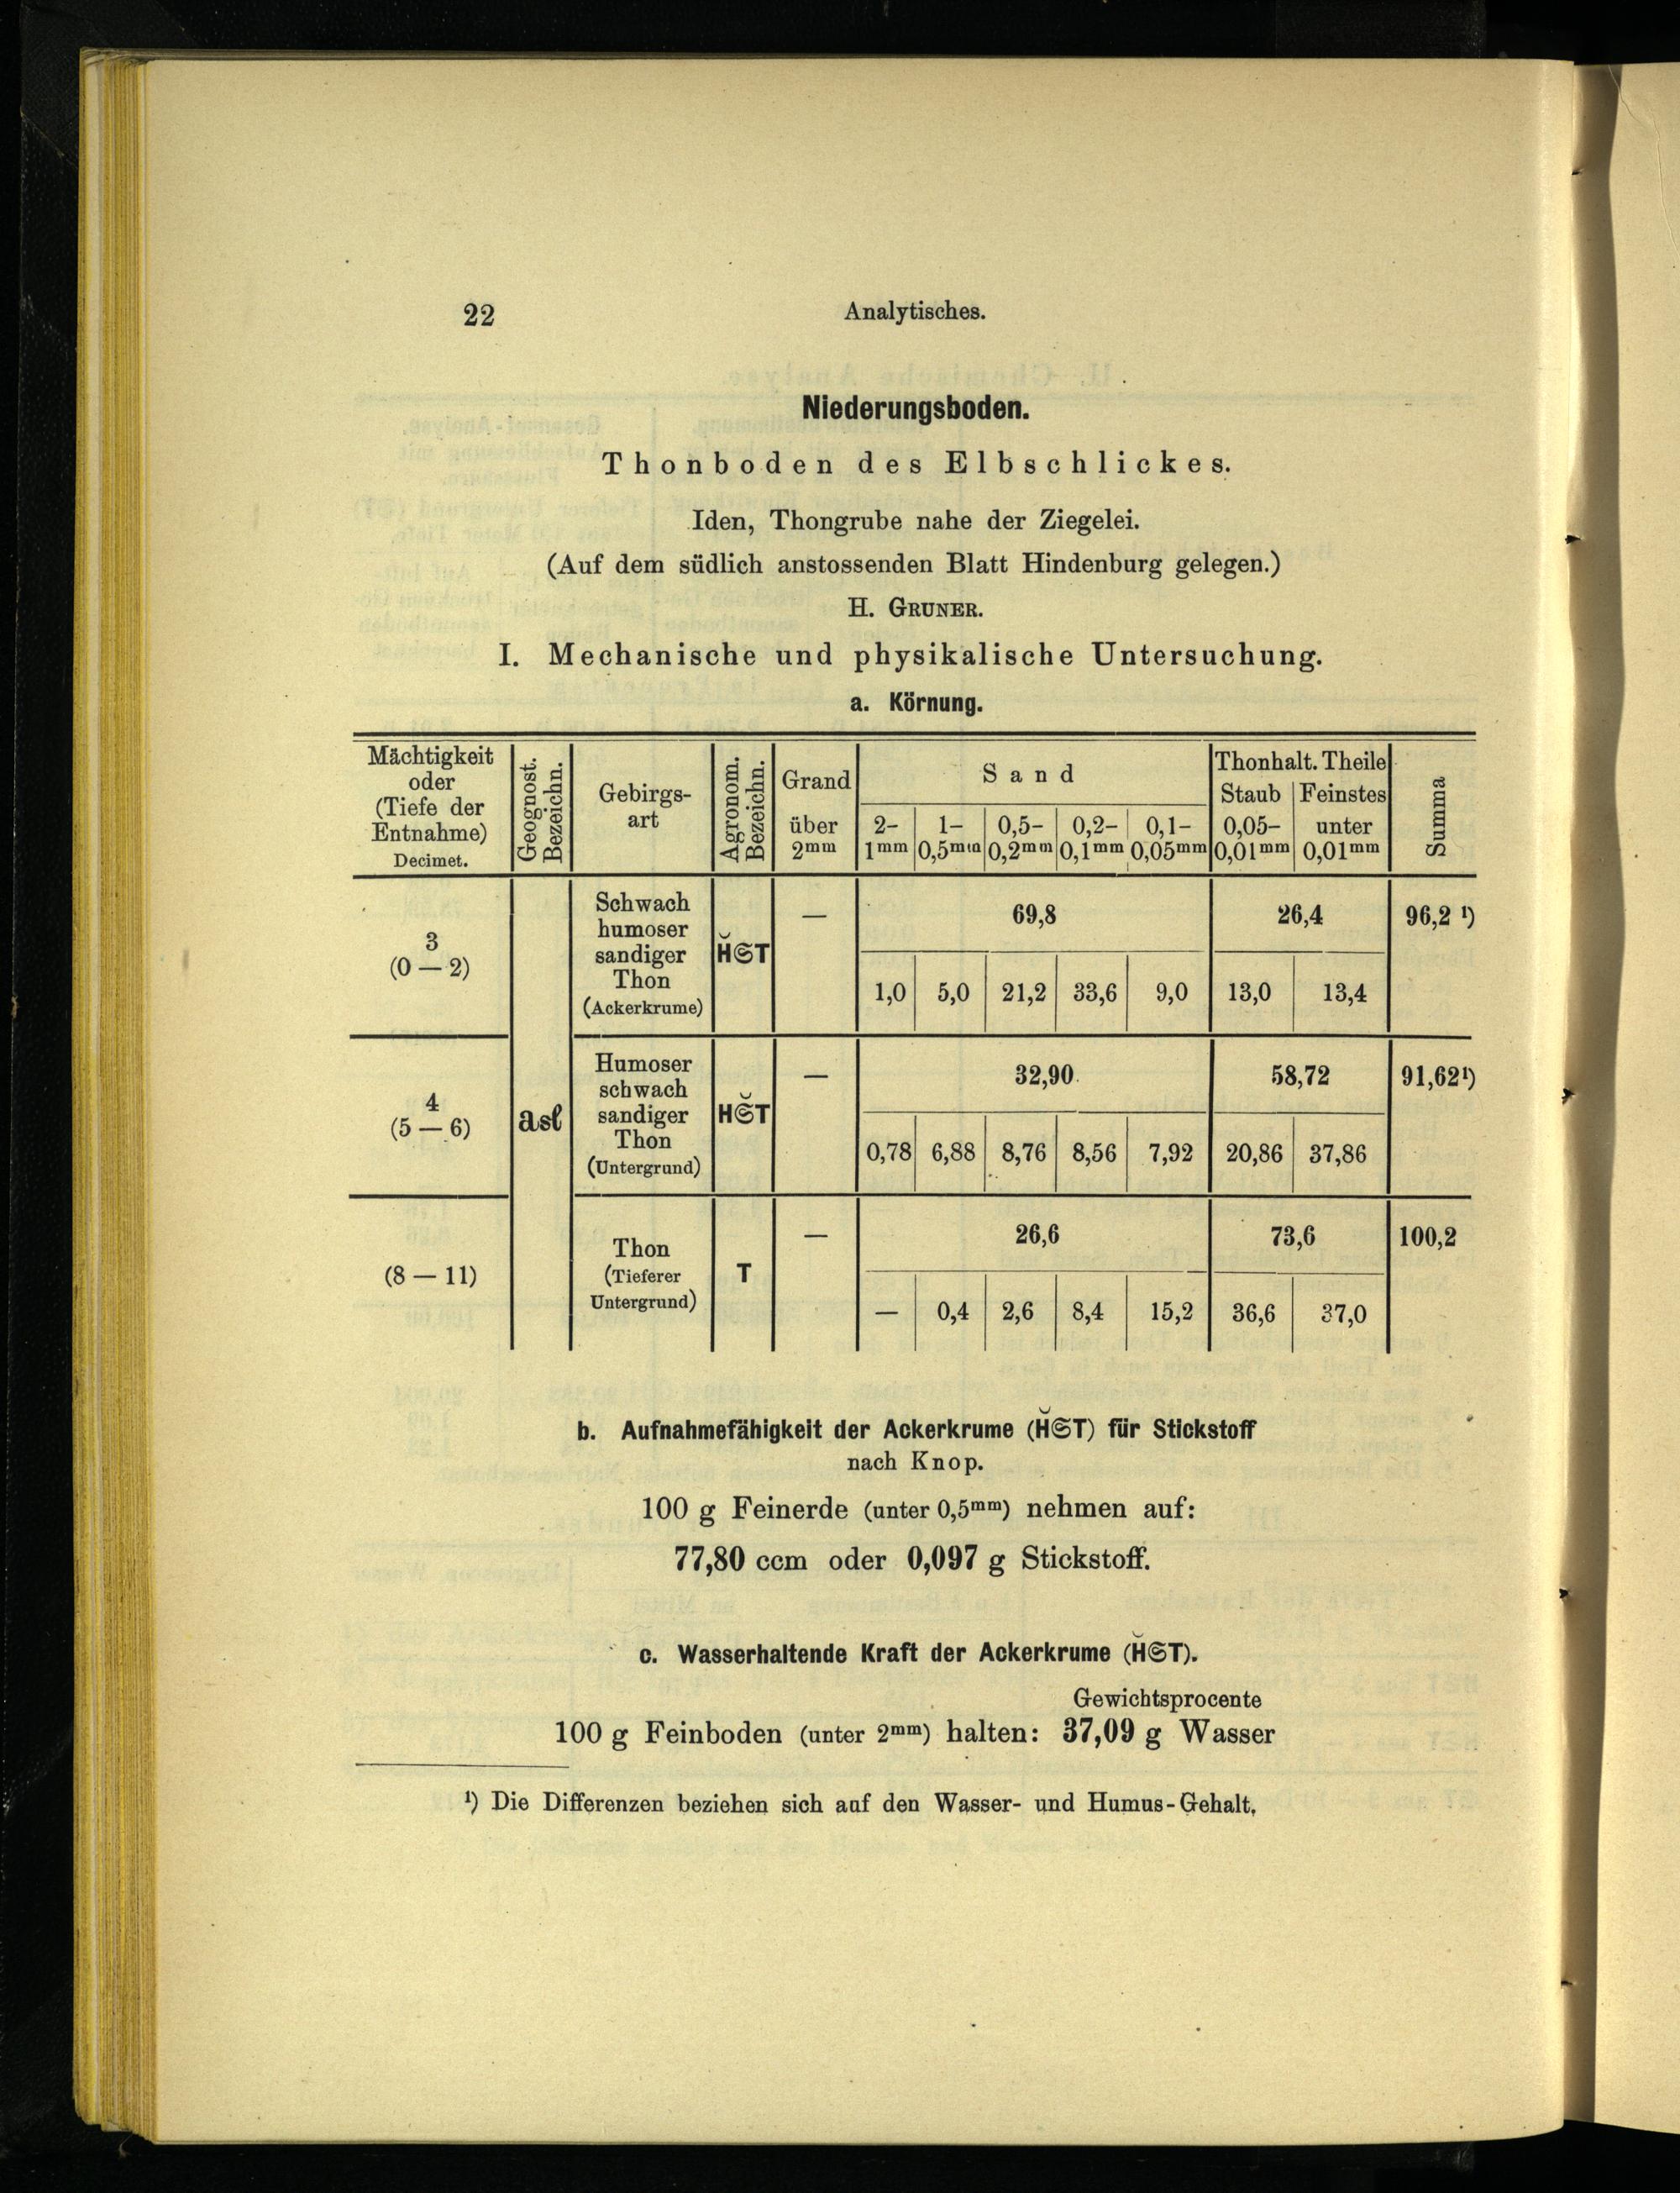 22
Analytisches.
Niederungsboden.
Thonboden des Elbschlickes.
Iden, Thongrube nahe der Ziegelei.
(Auf dem südlich anstossenden Blatt Hindenburg gelegen.)
H. GRUNER.
I. Mechanische und physikalische Untersuchung.
a. Körnung.
Mächtigkeit
oder
(Tiefe der
Entnahme)
Decimet.
Geognost.
Bezeichn.
Gebirgs-
art
Agronom.
Bezeichn.
Grand
über
2mm
Sand
2-
1mm
1-
0,5mm
0,5-
0,2mm
0,2-
0,1mm
0,1-
0,05mm
Thonhalt. Theile
Staub
0,05-
0,01mm
Feinstes
unter
0,01mm
Summa
3
(0 — 2)
Schwach
humoser
sandiger
Thon
(Ackerkrume)
H̆ST
—
69,8
26,4
96,2 ¹)
1,0 5,0 21,2 33,6 9,0 13,0 13,4
4
(5 — 6)
asl
Humoser
schwach
sandiger
Thon
(Untergrund)
HS̆T
—
32,90
58,72
91,62¹)
0,78 6,88 8,76 8,56 7,92 20,86 37,86
(8 — 11)
Thon
(Tieferer
Untergrund)
T
—
26,6
73,6
100,2
— 0,4 2,6 8,4 15,2 36,6 37,0
b. Aufnahmefähigkeit der Ackerkrume (H̆ST) für Stickstoff
nach Knop.
100 g Feinerde (unter 0,5mm) nehmen auf:
77,80 ccm oder 0,097 g Stickstoff.
c. Wasserhaltende Kraft der Ackerkrume (H̆ST).
Gewichtsprocente
100 g Feinboden (unter 2mm) halten: 37,09 g Wasser
¹) Die Differenzen beziehen sich auf den Wasser- und Humus-Gehalt.